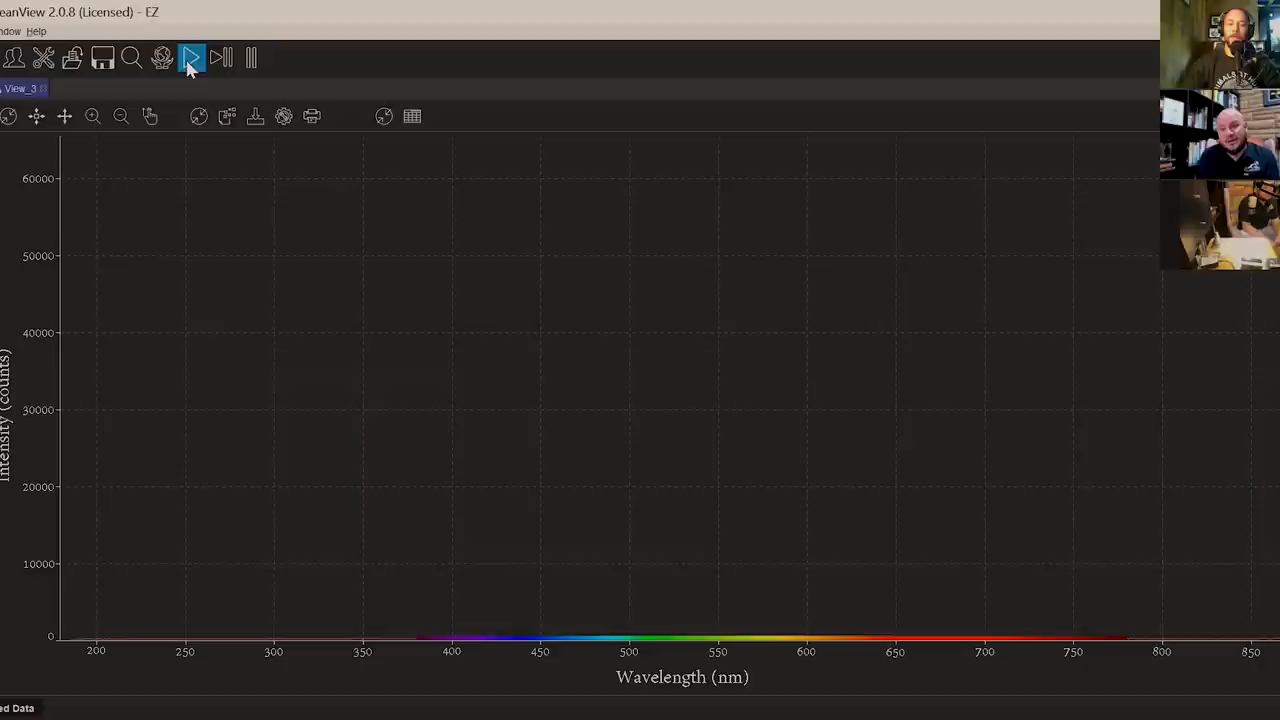 eanView 2.0.8 (Licensed) - EZ
ndow Help
View_3
60000
50000
40000
30000
20000
10000
0
Intensity (counts)
200 250 300 350 400 450 500 550 600 650 700 750 800 850
Wavelength (nm)
ed Data